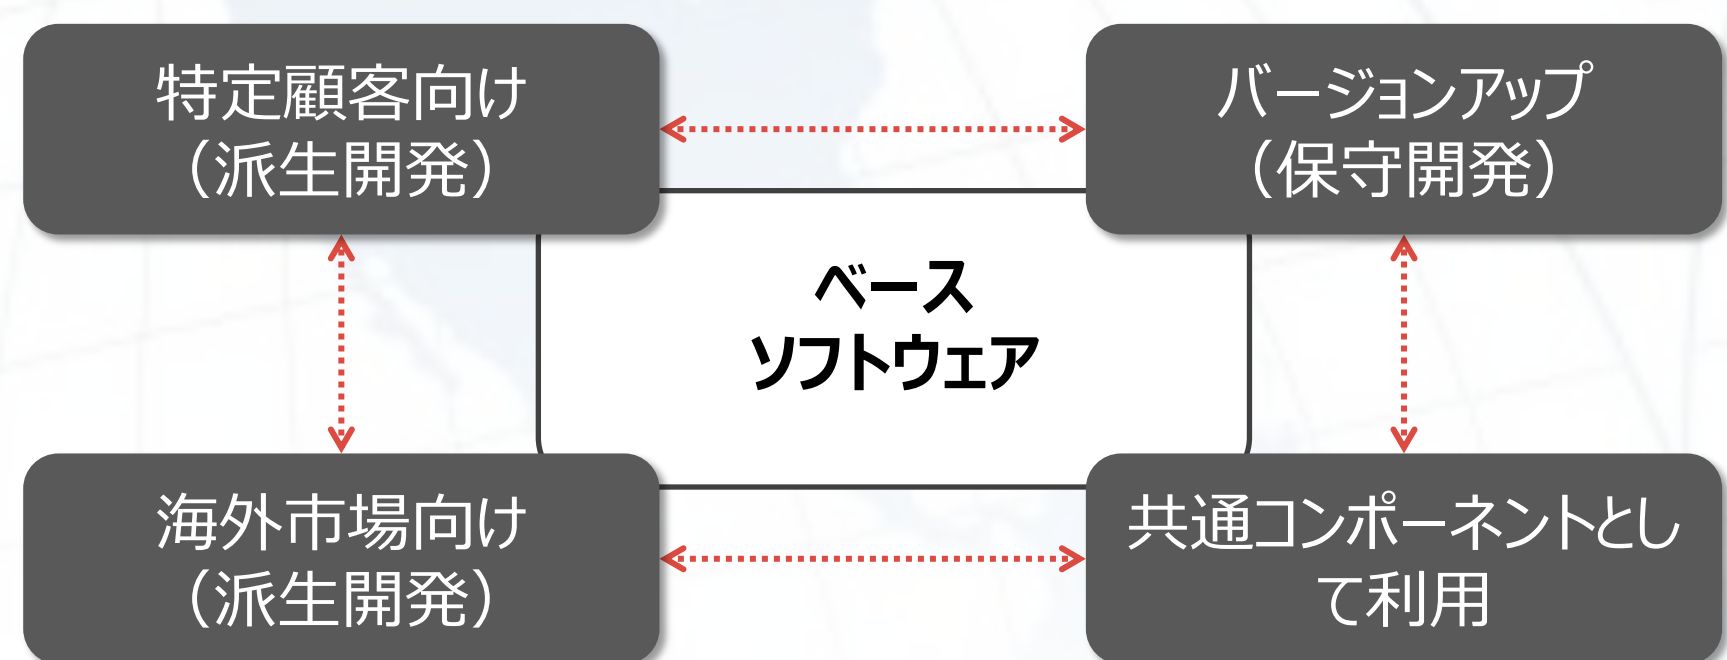 特定顧客向け
（派生開発）
バージョンアップ
（保守開発）
ベース
ソフトウェア
海外市場向け
（派生開発）
共通コンポーネントとし
て利用